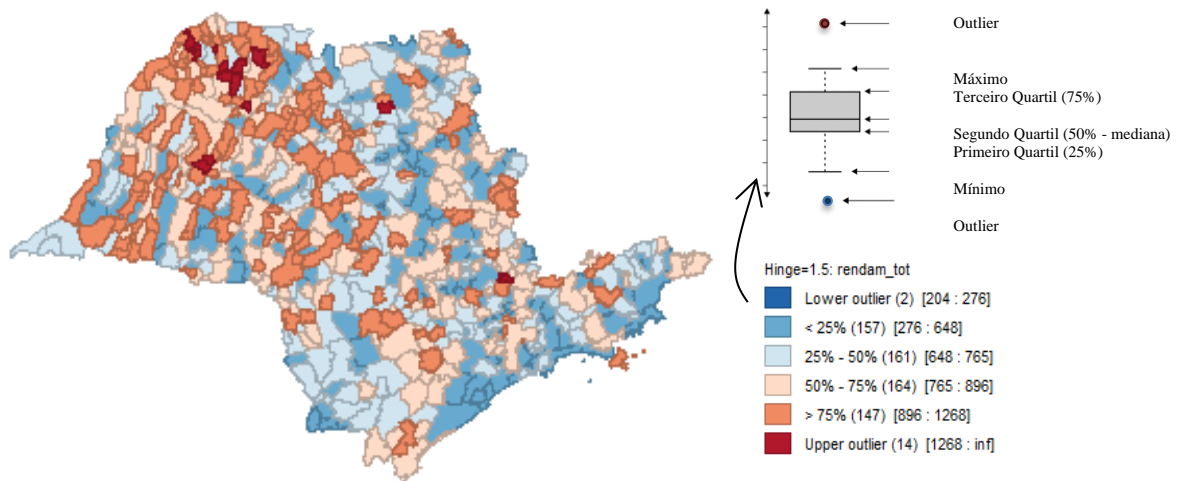 Outlier
Máximo
Terceiro Quartil (75%)
Segundo Quartil (50% - mediana)
Primeiro Quartil (25%)
Mínimo
Outlier
Hinge=1.5: rendam_tot
Lower outlier (2) [204 : 276]
< 25% (157) [276 : 648]
25% - 50% (161) [648 : 765]
50% - 75% (164) [765 : 896]
> 75% (147) [896 : 1268]
Upper outlier (14) [1268 : inf]